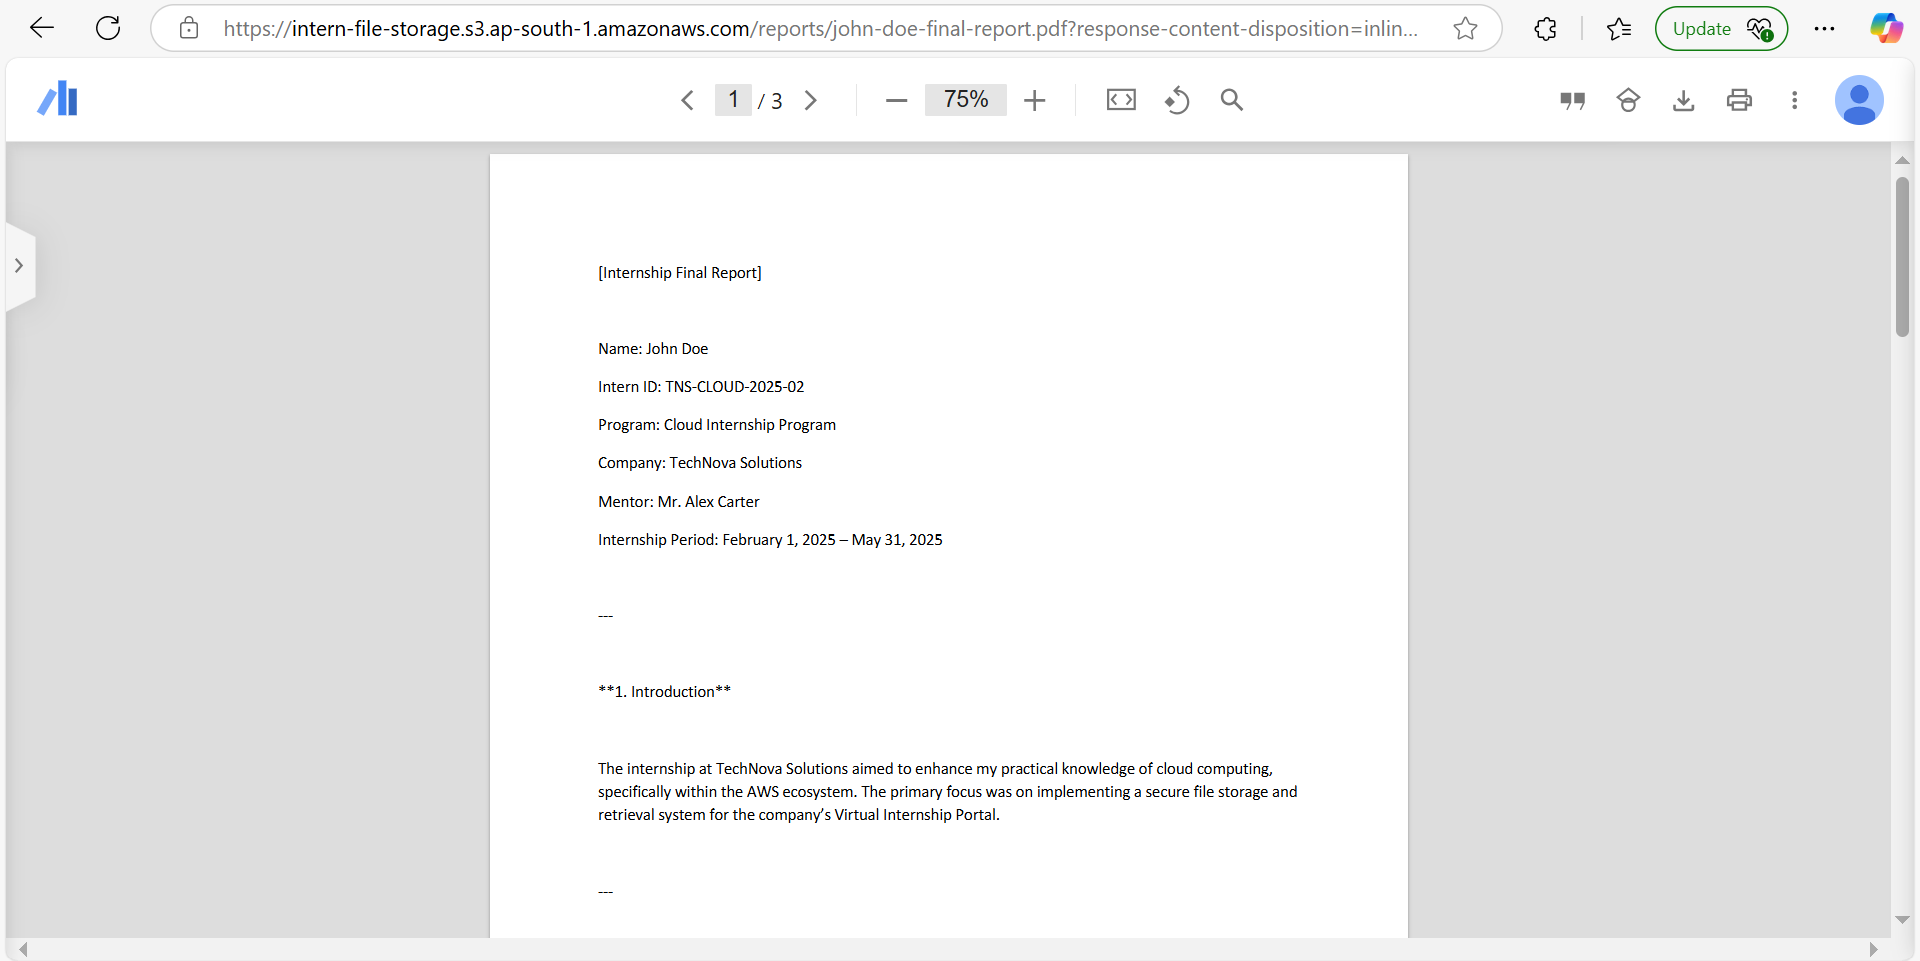 https://intern-file-storage.s3.ap-south-1.amazonaws.com/reports/john-doe-final-report.pdf?response-content-disposition=inlin...
Update
1 / 3
75%
[Internship Final Report]
Name: John Doe
Intern ID: TNS-CLOUD-2025-02
Program: Cloud Internship Program
Company: TechNova Solutions
Mentor: Mr. Alex Carter
Internship Period: February 1, 2025 – May 31, 2025
---
**1. Introduction**
The internship at TechNova Solutions aimed to enhance my practical knowledge of cloud computing,
specifically within the AWS ecosystem. The primary focus was on implementing a secure file storage and
retrieval system for the company’s Virtual Internship Portal.
---